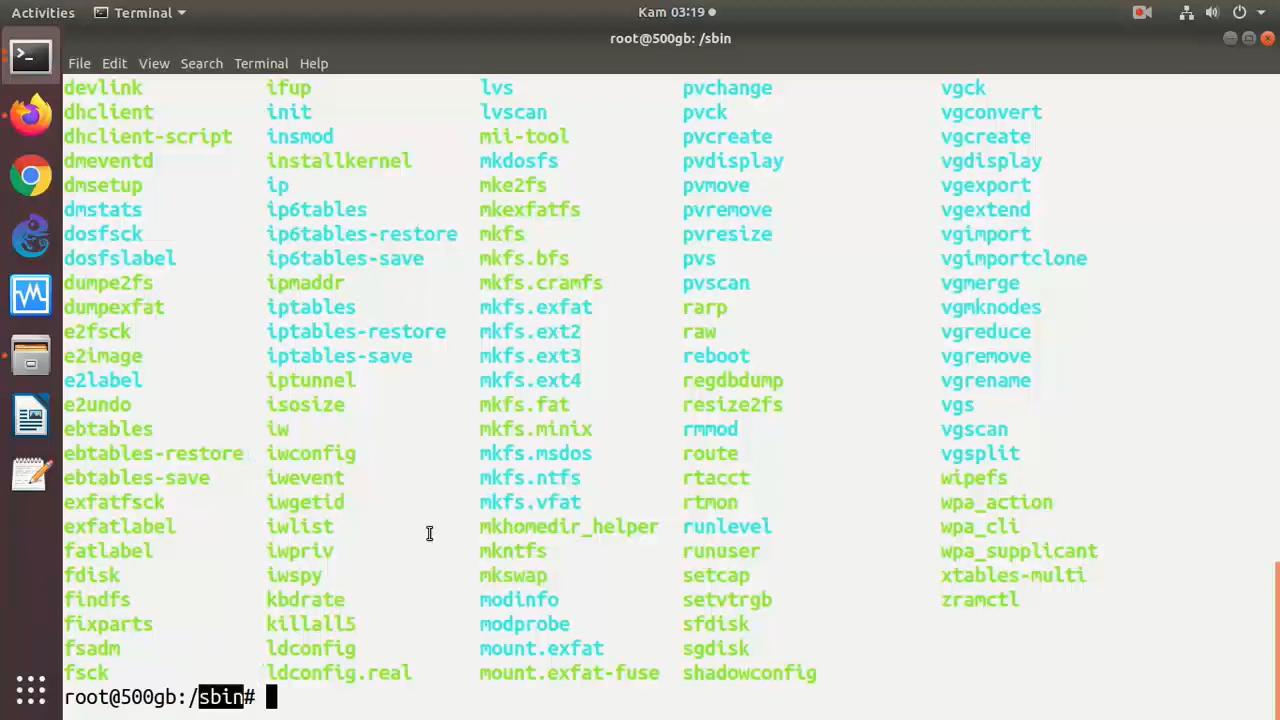 Activities Terminal Kam 03:19
root@500gb: /sbin
File Edit View Search Terminal Help
devlink ifup lvs pvchange vgck
dhclient init lvscan pvck vgconvert
dhclient-script insmod mii-tool pvcreate vgcreate
dmeventd installkernel mkdosfs pvdisplay vgdisplay
dmsetup ip mke2fs pvmove vgexport
dmstats ip6tables mkexfatfs pvremove vgextend
dosfsck ip6tables-restore mkfs pvresize vgimport
dosfslabel ip6tables-save mkfs.bfs pvs vgimportclone
dumpe2fs ipmaddr mkfs.cramfs pvscan vgmerge
dumpexfat iptables mkfs.exfat rarp vgmknodes
e2fsck iptables-restore mkfs.ext2 raw vgreduce
e2image iptables-save mkfs.ext3 reboot vgremove
e2label iptunnel mkfs.ext4 regdbdump vgrename
e2undo isosize mkfs.fat resize2fs vgs
ebtables iw mkfs.minix rmmod vgscan
ebtables-restore iwconfig mkfs.msdos route vgsplit
ebtables-save iwevent mkfs.ntfs rtacct wipefs
exfatfsck iwgetid mkfs.vfat rtmon wpa_action
exfatlabel iwlist mkhomedir_helper runlevel wpa_cli
fatlabel iwpriv mkntfs runuser wpa_supplicant
fdisk iwspy mkswap setcap xtables-multi
findfs kbdrate modinfo setvtrgb zramctl
fixparts killall5 modprobe sfdisk
fsadm ldconfig mount.exfat sgdisk
fsck ldconfig.real mount.exfat-fuse shadowconfig
root@500gb:/sbin#